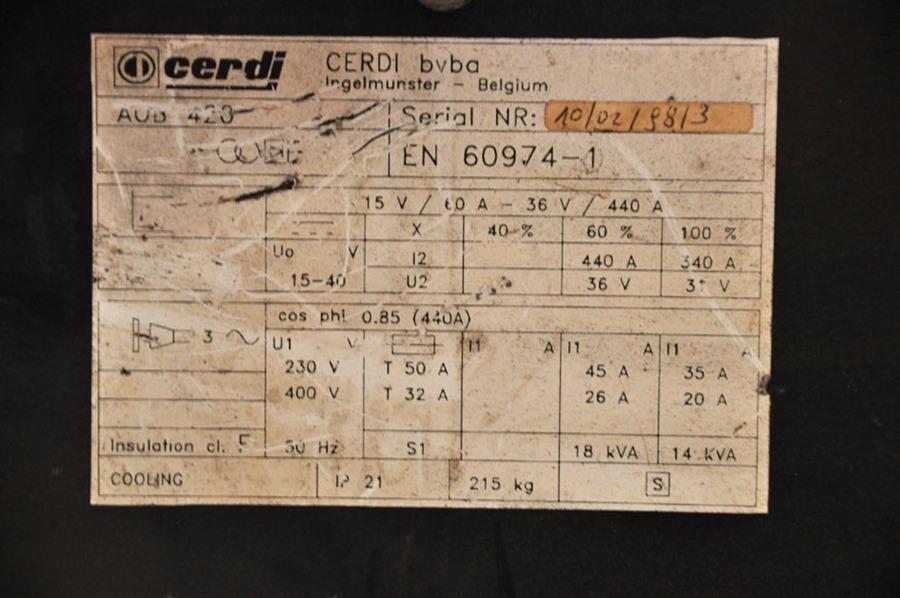 cerdi CERDI bvba
Ingelmunster - Belgium
420 Serial NR: 10/02/98/3
EN 60974-1
15 V / 60 A - 36 V / 440 A
X 40 % 60 % 100 %
Uo V I2 440 A 340 A
15-40 U2 36 V V
cos phi 0.85 (440A)
3 ~
U1 V I1 A I1 A I1 A
230 V T 50 A 45 A 35 A
400 V T 32 A 26 A 20 A
Insulation cl. F 50 Hz S1 18 kVA 14 kVA
COOLING IP 21 215 kg S